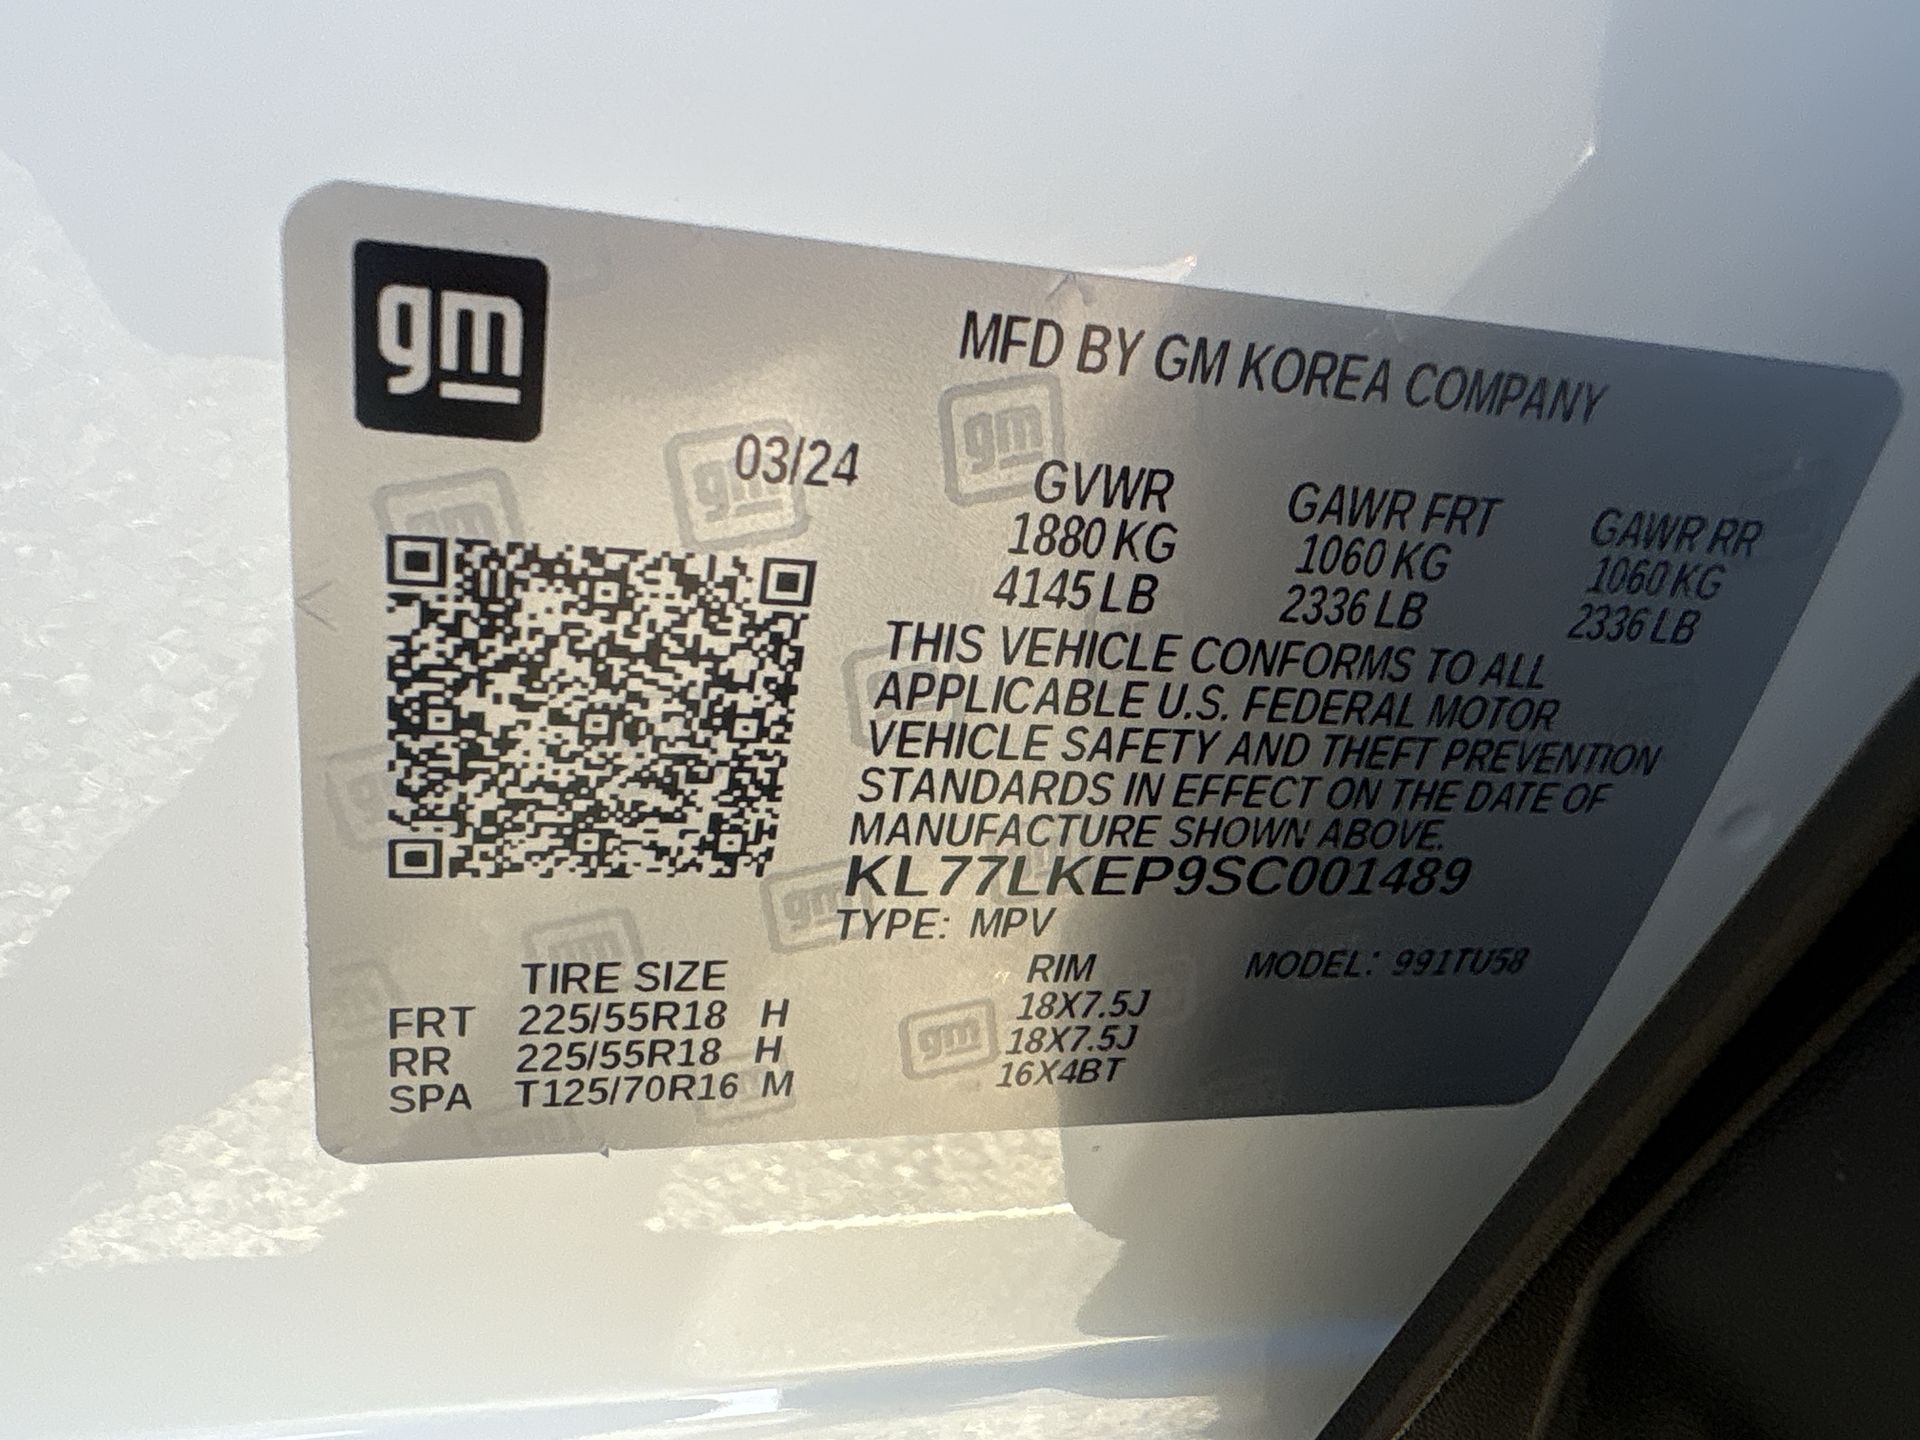 gm
MFD BY GM KOREA COMPANY
03/24
GVWR GAWR FRT GAWR RR
1880 KG 1060 KG 1060 KG
4145 LB 2336 LB 2336 LB
THIS VEHICLE CONFORMS TO ALL
APPLICABLE U.S. FEDERAL MOTOR
VEHICLE SAFETY AND THEFT PREVENTION
STANDARDS IN EFFECT ON THE DATE OF
MANUFACTURE SHOWN ABOVE.
KL77LKEP9SC001489
TYPE: MPV MODEL: 991TU58
TIRE SIZE RIM
FRT 225/55R18 H 18X7.5J
RR 225/55R18 H 18X7.5J
SPA T125/70R16 M 16X4BT